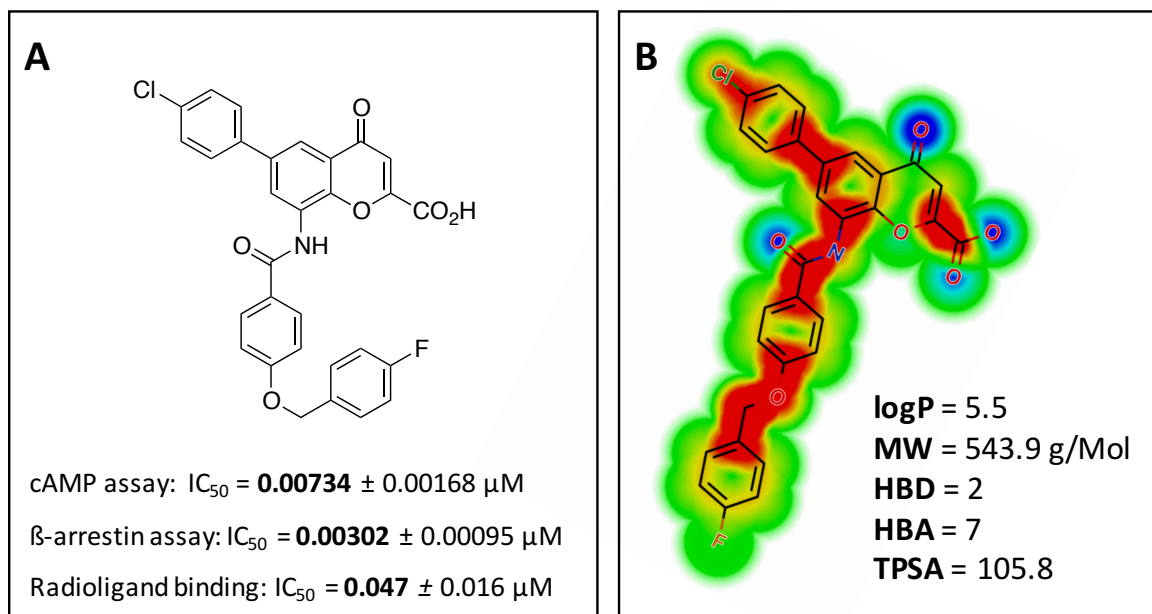 A
Cl
O
O
CO₂H
NH
O
O
F
cAMP assay: IC₅₀ = 0.00734 ± 0.00168 µM
ß-arrestin assay: IC₅₀ = 0.00302 ± 0.00095 µM
Radioligand binding: IC₅₀ = 0.047 ± 0.016 µM
B
Cl
O
O
O
O
O
N
O
F
logP = 5.5
MW = 543.9 g/Mol
HBD = 2
HBA = 7
TPSA = 105.8